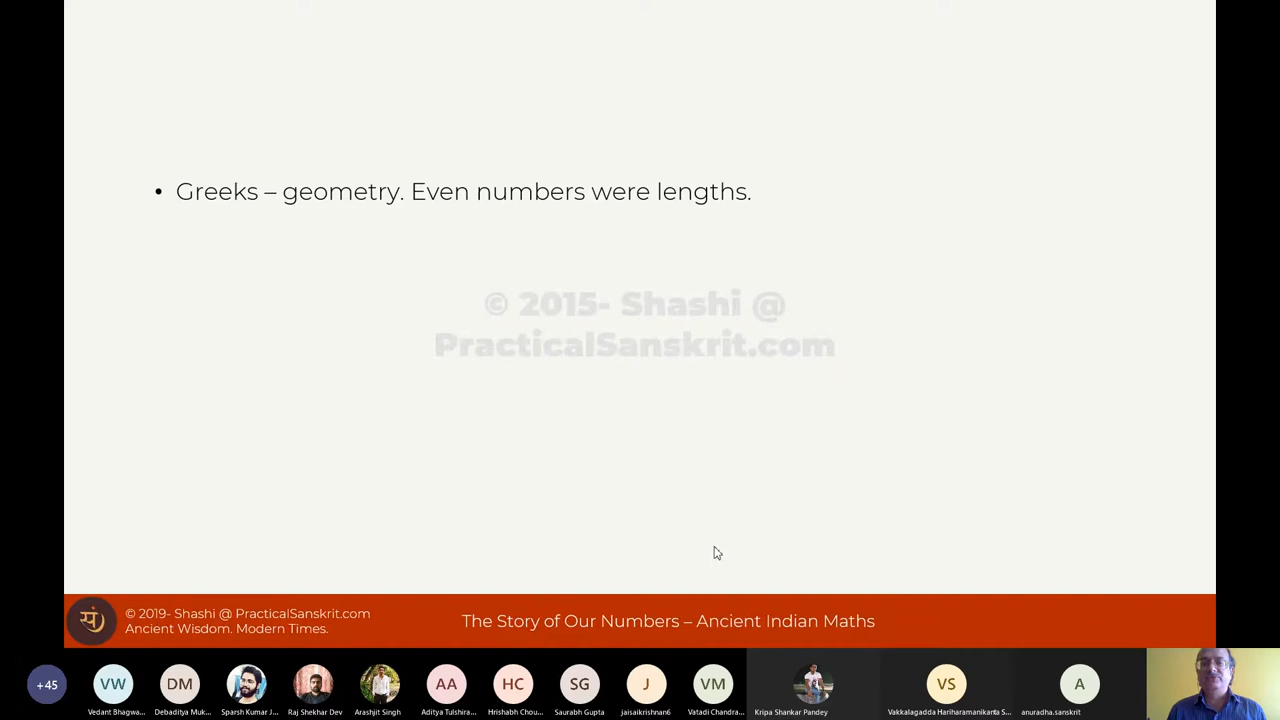 • Greeks – geometry. Even numbers were lengths.
© 2015- Shashi @
PracticalSanskrit.com
सं
© 2019- Shashi @ PracticalSanskrit.com
Ancient Wisdom. Modern Times.
The Story of Our Numbers – Ancient Indian Maths
+45
VW
DM
AA
HC
SG
J
VM
VS
A
Vedant Bhagwa...
Debaditya Muk...
Sparsh Kumar J...
Raj Shekhar Dev
Arashjit Singh
Aditya Tulshira...
Hrishabh Chou...
Saurabh Gupta
jaisaikrishnan6
Vatadi Chandra...
Kripa Shankar Pandey
Vakkalagadda Hariharamanikanta S...
anuradha.sanskrit